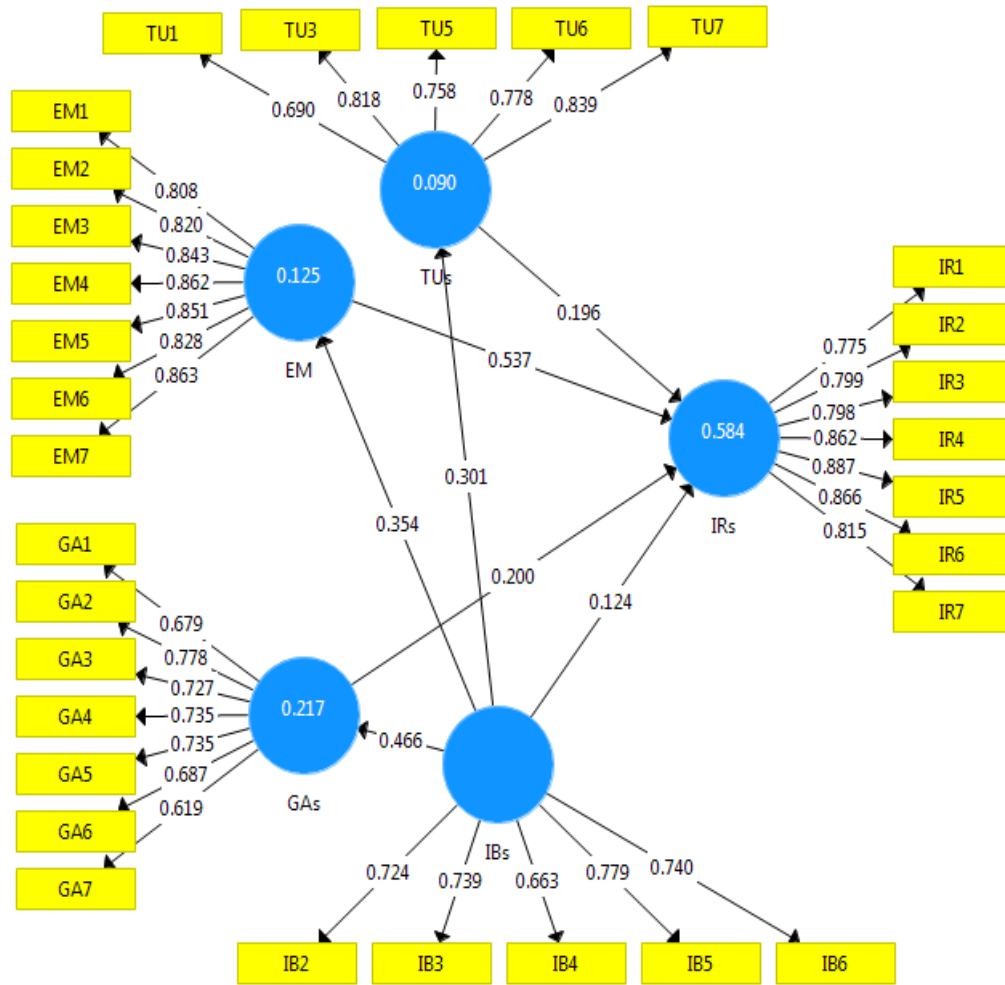 TU1 TU3 TU5 TU6 TU7
0.690 0.818 0.758 0.778 0.839
0.090
TUs
EM1
EM2
EM3
EM4
EM5
EM6
EM7
0.808
0.820
0.843
0.862
0.851
0.828
0.863
0.125
EM
0.196
0.537
0.301
0.354
IR1
IR2
IR3
IR4
IR5
IR6
IR7
0.775
0.799
0.798
0.862
0.887
0.866
0.815
0.584
IRs
GA1
GA2
GA3
GA4
GA5
GA6
GA7
0.679
0.778
0.727
0.735
0.735
0.687
0.619
0.217
GAs
0.200
0.124
0.466
IBs
0.724 0.739 0.663 0.779 0.740
IB2 IB3 IB4 IB5 IB6